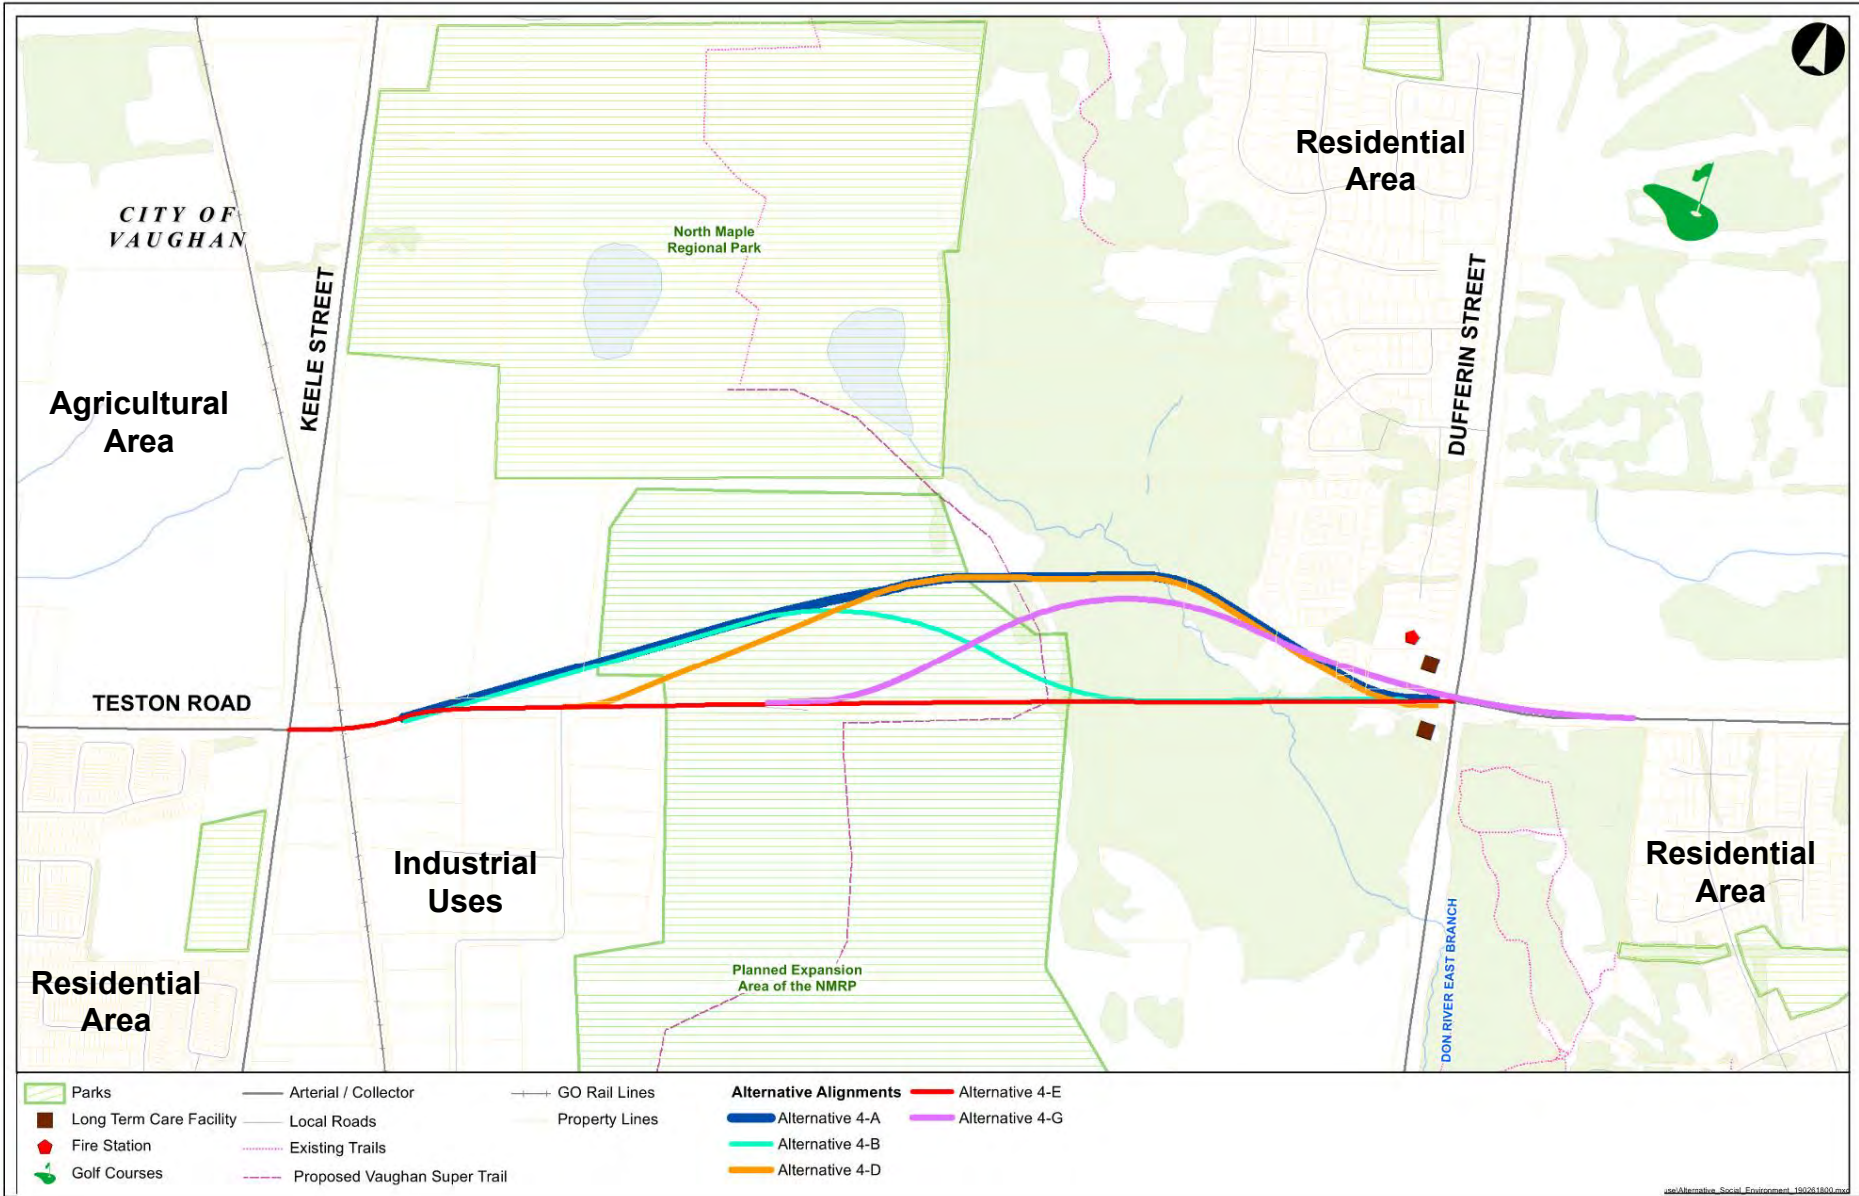 Residential
Area
CITY OF
VAUGHAN
North Maple
Regional Park
KEELE STREET
DUFFERIN STREET
Agricultural
Area
TESTON ROAD
Industrial
Uses
Residential
Area
Residential
Area
Planned Expansion
Area of the NMRP
DON RIVER EAST BRANCH
Parks
Long Term Care Facility
Fire Station
Golf Courses
Arterial / Collector
Local Roads
Existing Trails
Proposed Vaughan Super Trail
GO Rail Lines
Property Lines
Alternative Alignments
Alternative 4-A
Alternative 4-B
Alternative 4-D
Alternative 4-E
Alternative 4-G